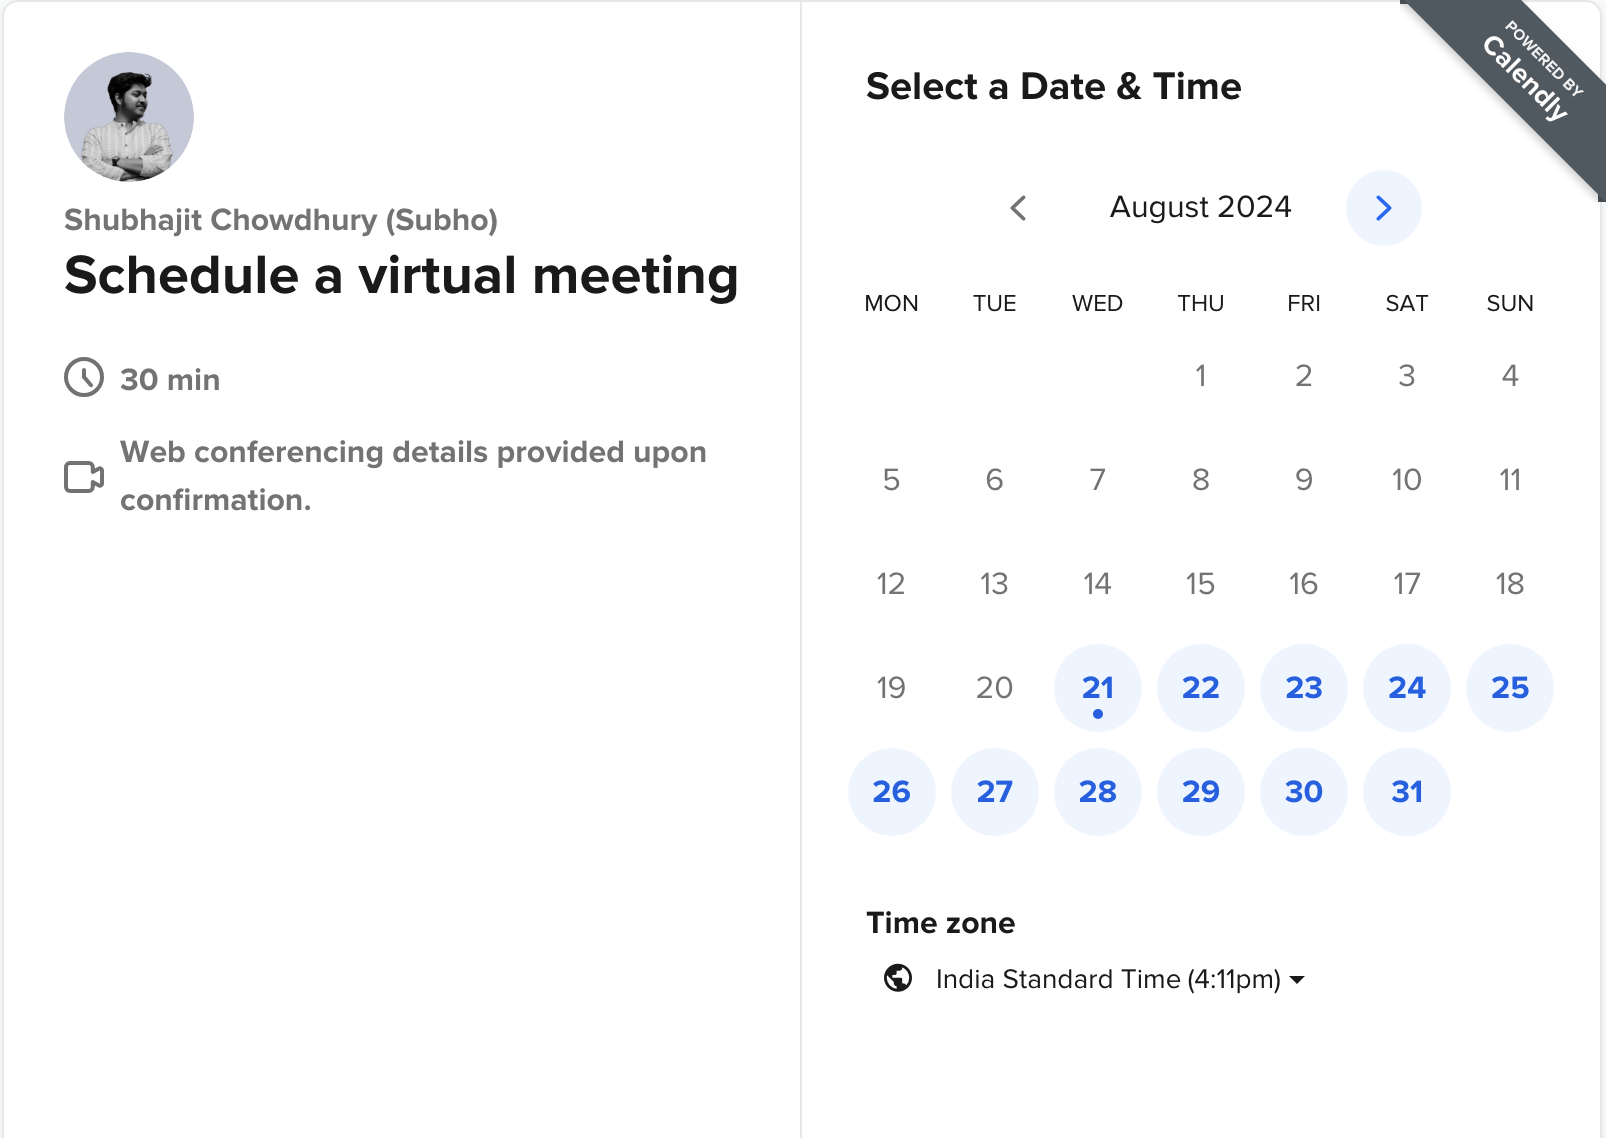 Shubhajit Chowdhury (Subho)
Schedule a virtual meeting
30 min
Web conferencing details provided upon
confirmation.
POWERED BY
Calendly
Select a Date & Time
August 2024
MON TUE WED THU FRI SAT SUN
1 2 3 4
5 6 7 8 9 10 11
12 13 14 15 16 17 18
19 20 21 22 23 24 25
26 27 28 29 30 31
Time zone
India Standard Time (4:11pm)